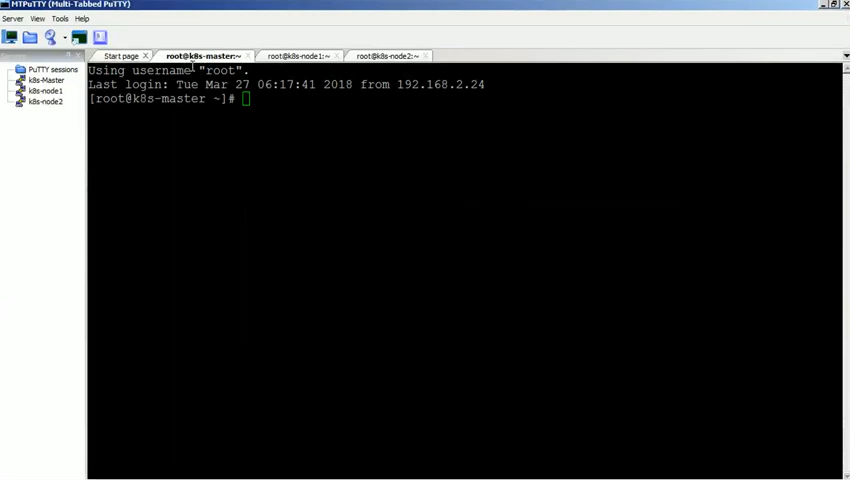 MTPuTTY (Multi-Tabbed PuTTY)
Server View Tools Help
Start page root@k8s-master:~ root@k8s-node1:~ root@k8s-node2:~
PuTTY sessions
k8s-Master
k8s-node1
k8s-node2
Using username "root".
Last login: Tue Mar 27 06:17:41 2018 from 192.168.2.24
[root@k8s-master ~]#